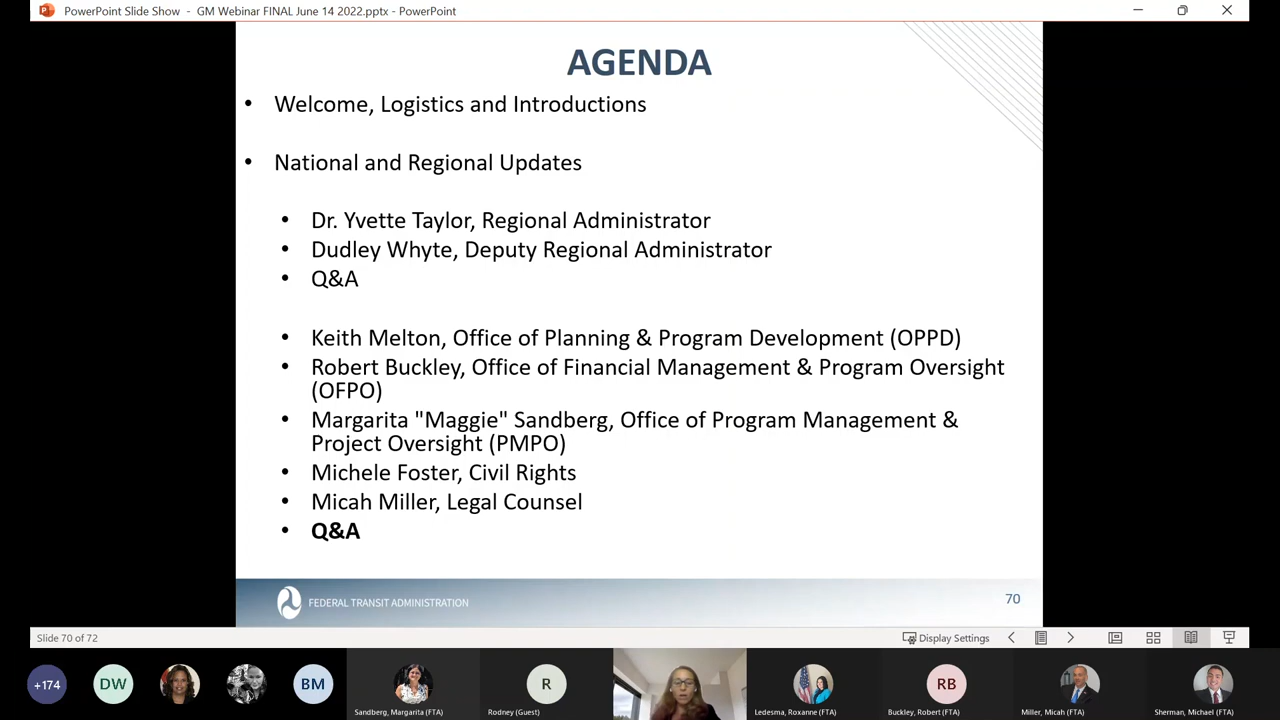 PowerPoint Slide Show - GM Webinar FINAL June 14 2022.pptx - PowerPoint
AGENDA
• Welcome, Logistics and Introductions
• National and Regional Updates
• Dr. Yvette Taylor, Regional Administrator
• Dudley Whyte, Deputy Regional Administrator
• Q&A
• Keith Melton, Office of Planning & Program Development (OPPD)
• Robert Buckley, Office of Financial Management & Program Oversight
(OFPO)
• Margarita "Maggie" Sandberg, Office of Program Management &
Project Oversight (PMPO)
• Michele Foster, Civil Rights
• Micah Miller, Legal Counsel
• Q&A
FEDERAL TRANSIT ADMINISTRATION
70
Slide 70 of 72
Display Settings
+174
DW
BM
R
RB
Sandberg, Margarita (FTA)
Rodney (Guest)
Ledesma, Roxanne (FTA)
Buckley, Robert (FTA)
Miller, Micah (FTA)
Sherman, Michael (FTA)